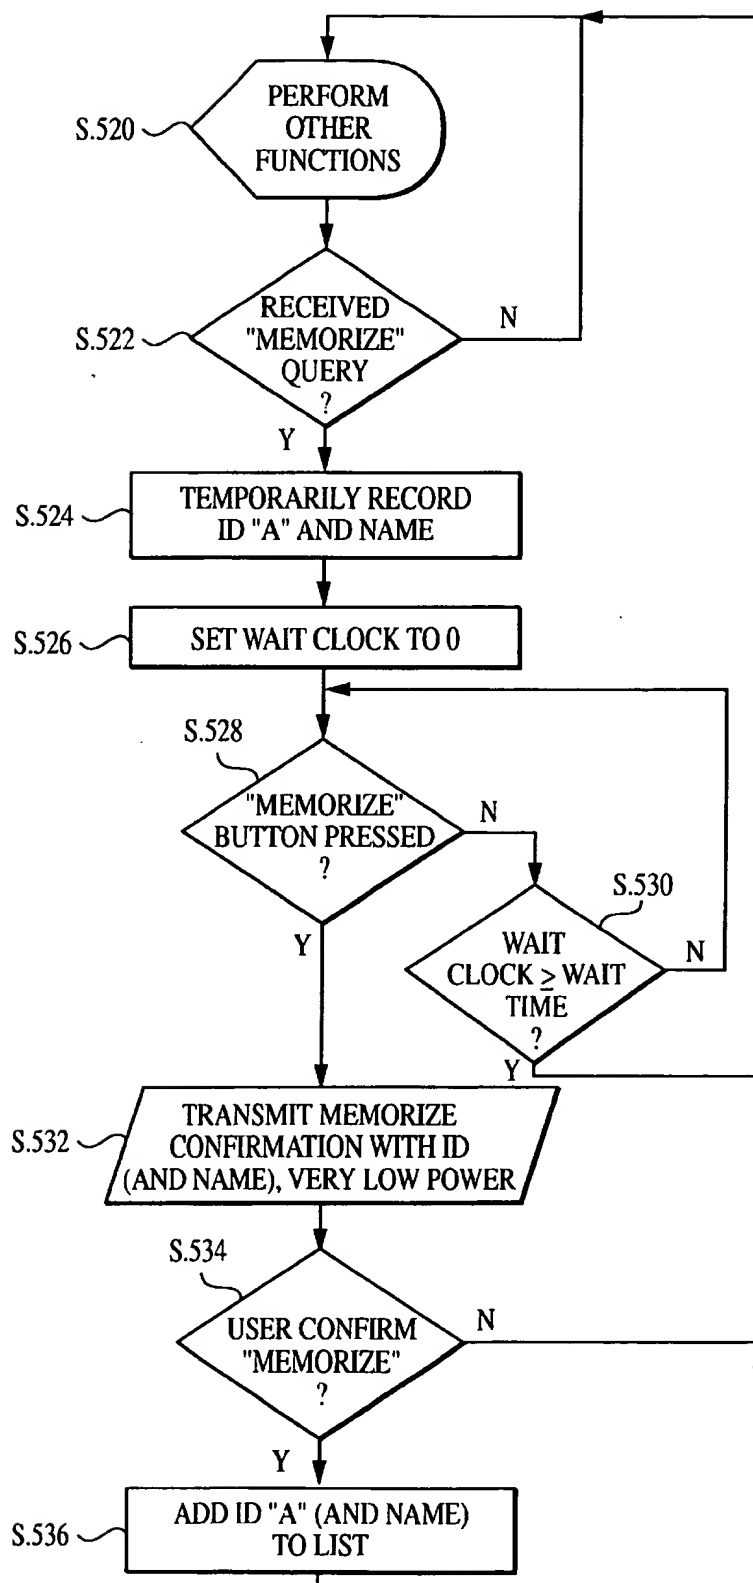 PERFORM
OTHER
FUNCTIONS
S.520
RECEIVED
"MEMORIZE"
QUERY
?
S.522
N
Y
TEMPORARILY RECORD
ID "A" AND NAME
S.524
SET WAIT CLOCK TO 0
S.526
S.528
"MEMORIZE"
BUTTON PRESSED
?
N
Y
S.530
WAIT
CLOCK ≥ WAIT
TIME
?
N
Y
TRANSMIT MEMORIZE
CONFIRMATION WITH ID
(AND NAME), VERY LOW POWER
S.532
S.534
USER CONFIRM
"MEMORIZE"
?
N
Y
ADD ID "A" (AND NAME)
TO LIST
S.536